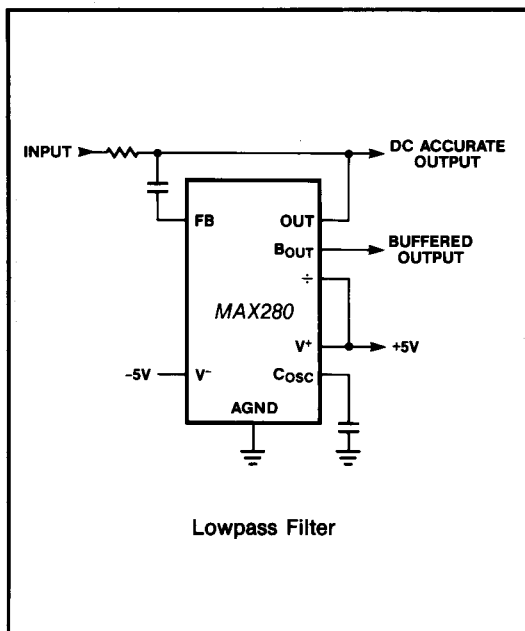 INPUT
DC ACCURATE
OUTPUT
FB
OUT
BOUT
BUFFERED
OUTPUT
÷
MAX280
V+
+5V
-5V
V-
COSC
AGND
Lowpass Filter